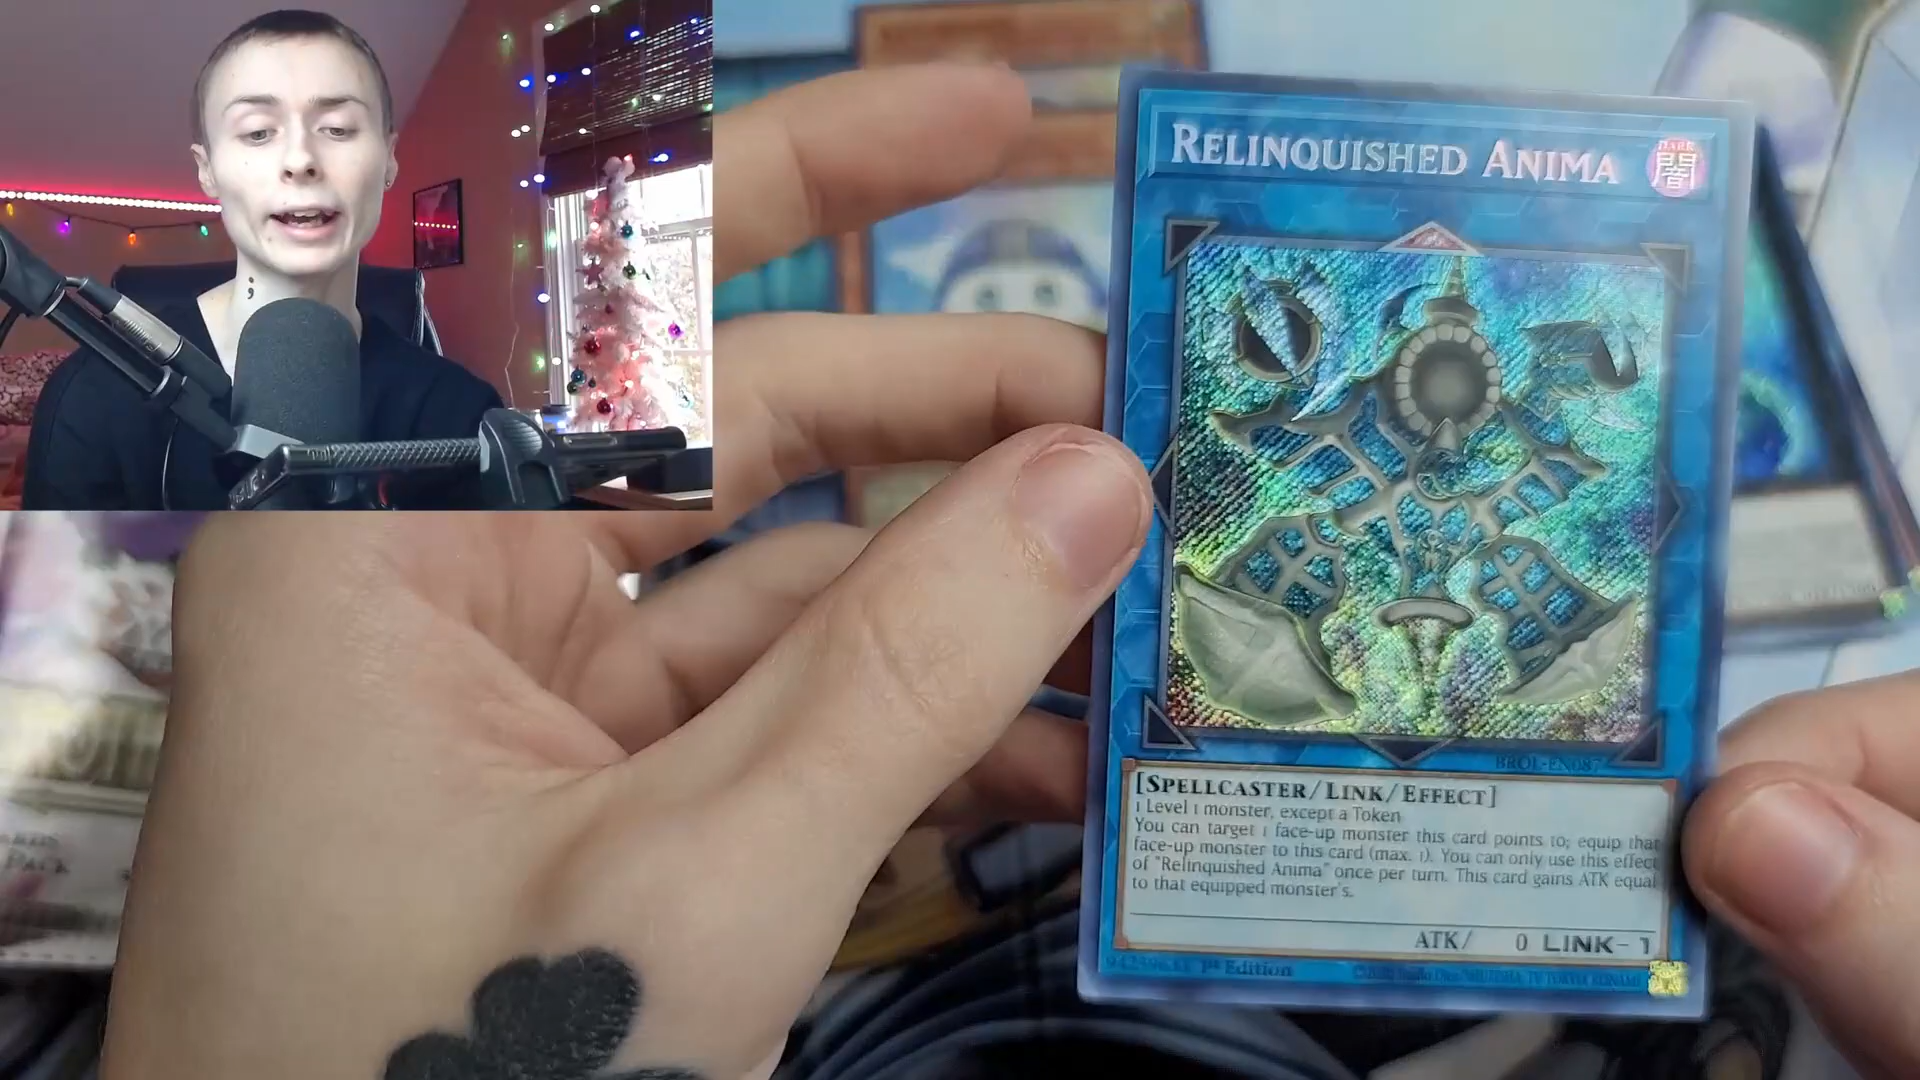 RELINQUISHED ANIMA
DARK
闇
BROL-EN087
[SPELLCASTER/LINK/EFFECT]
1 Level 1 monster, except a Token
You can target 1 face-up monster this card points to; equip that
face-up monster to this card (max. 1). You can only use this effect
of "Relinquished Anima" once per turn. This card gains ATK equal
to that equipped monster's.
ATK/ 0 LINK-1
1st Edition
PACK